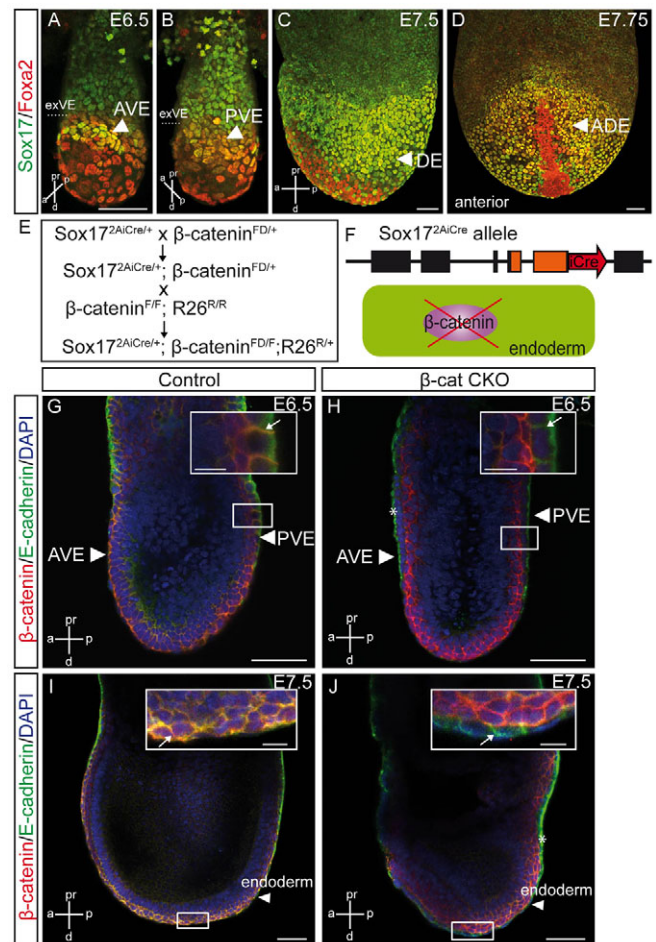 A
E6.5
B
C
E7.5
D
E7.75
Sox17/Foxa2
exVE
AVE
exVE
PVE
DE
ADE
pr
a
p
d
pr
a
p
d
pr
a
p
d
anterior
E
Sox17²ᴬⁱCre/+ x β-catenin^FD/+
Sox17^2AiCre/+; β-catenin^FD/+
x
β-catenin^F/F; R26^R/R
Sox17^2AiCre/+; β-catenin^FD/F;R26^R/+
F
Sox17^2AiCre allele
iCre
β-catenin
endoderm
Control
β-cat CKO
β-catenin/E-cadherin/DAPI
G
E6.5
AVE
PVE
pr
a
p
d
H
E6.5
*
AVE
PVE
pr
a
p
d
β-catenin/E-cadherin/DAPI
I
E7.5
endoderm
pr
a
p
d
J
E7.5
*
endoderm
pr
a
p
d